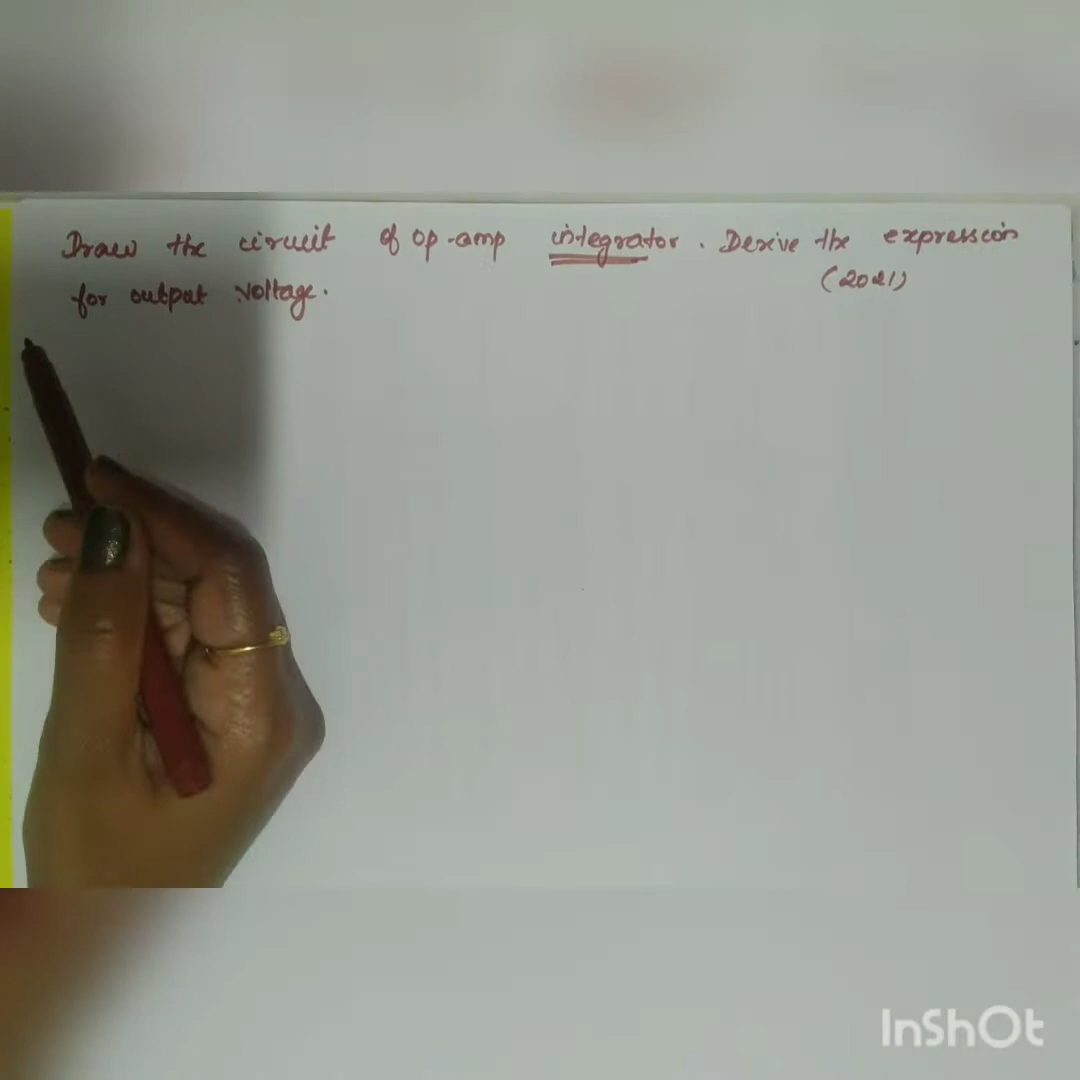 Draw the circuit of op-amp integrator. Derive the expression
for output voltage. (2021)
InShOt